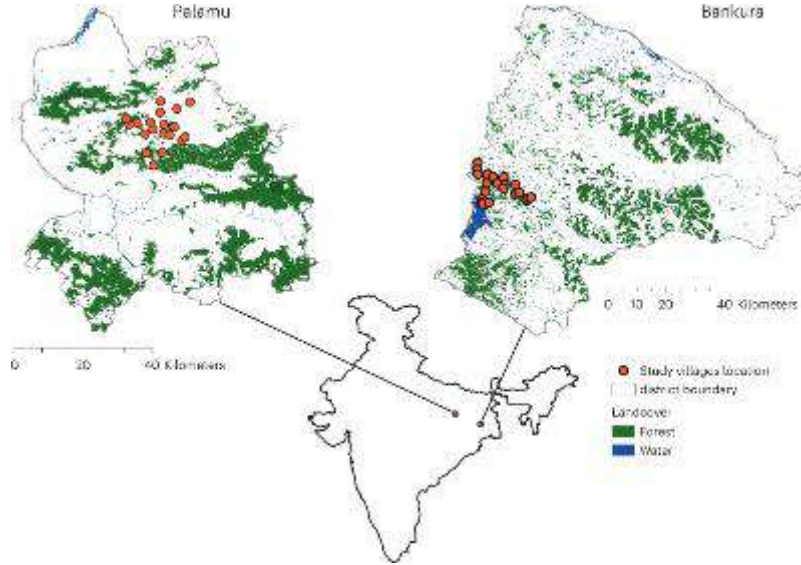 Palamu
Bankura
0 10 20 40 Kilometers
0 20 40 Kilometers
Study villages location
district boundary
Landcover
Forest
Water